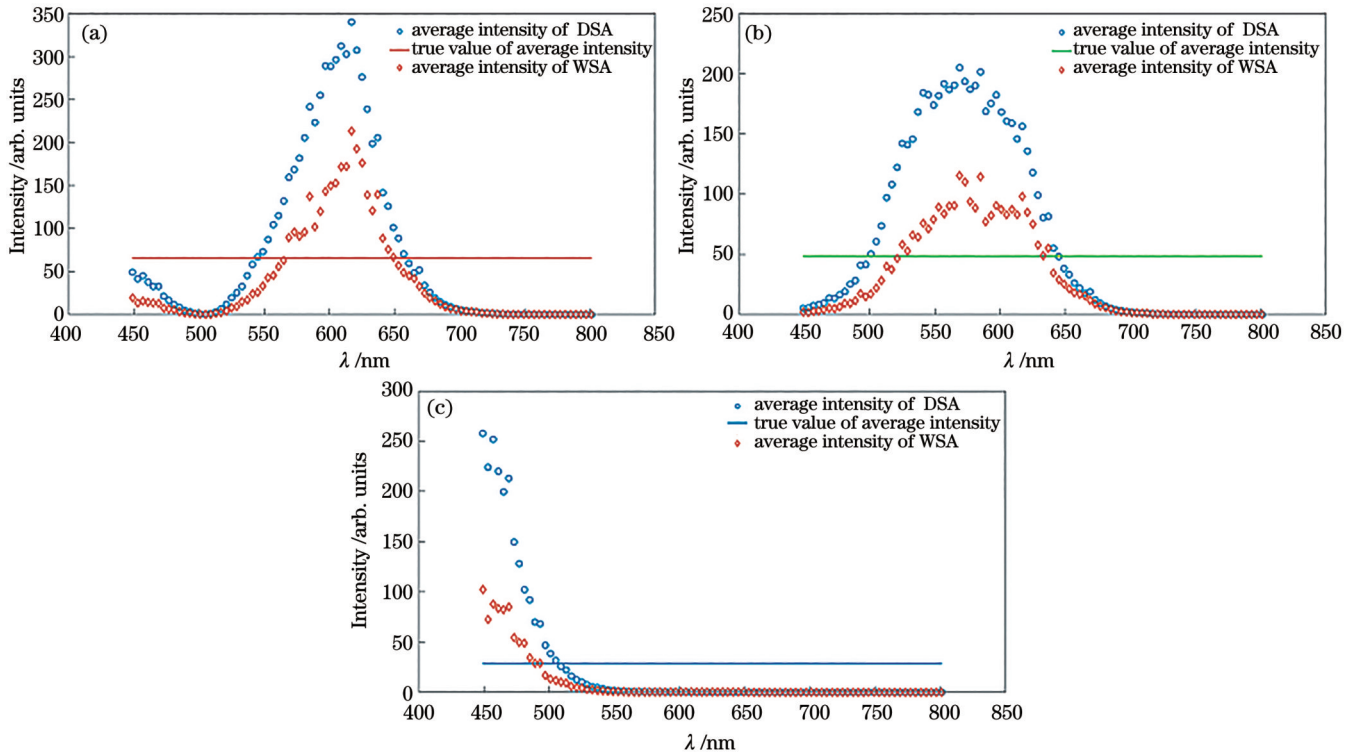 (a)
average intensity of DSA
true value of average intensity
average intensity of WSA
Intensity /arb. units
350
300
250
200
150
100
50
0
400 450 500 550 600 650 700 750 800 850
λ /nm
(b)
average intensity of DSA
true value of average intensity
average intensity of WSA
Intensity /arb. units
250
200
150
100
50
0
400 450 500 550 600 650 700 750 800 850
λ /nm
(c)
average intensity of DSA
true value of average intensity
average intensity of WSA
Intensity /arb. units
300
250
200
150
100
50
0
400 450 500 550 600 650 700 750 800 850
λ /nm